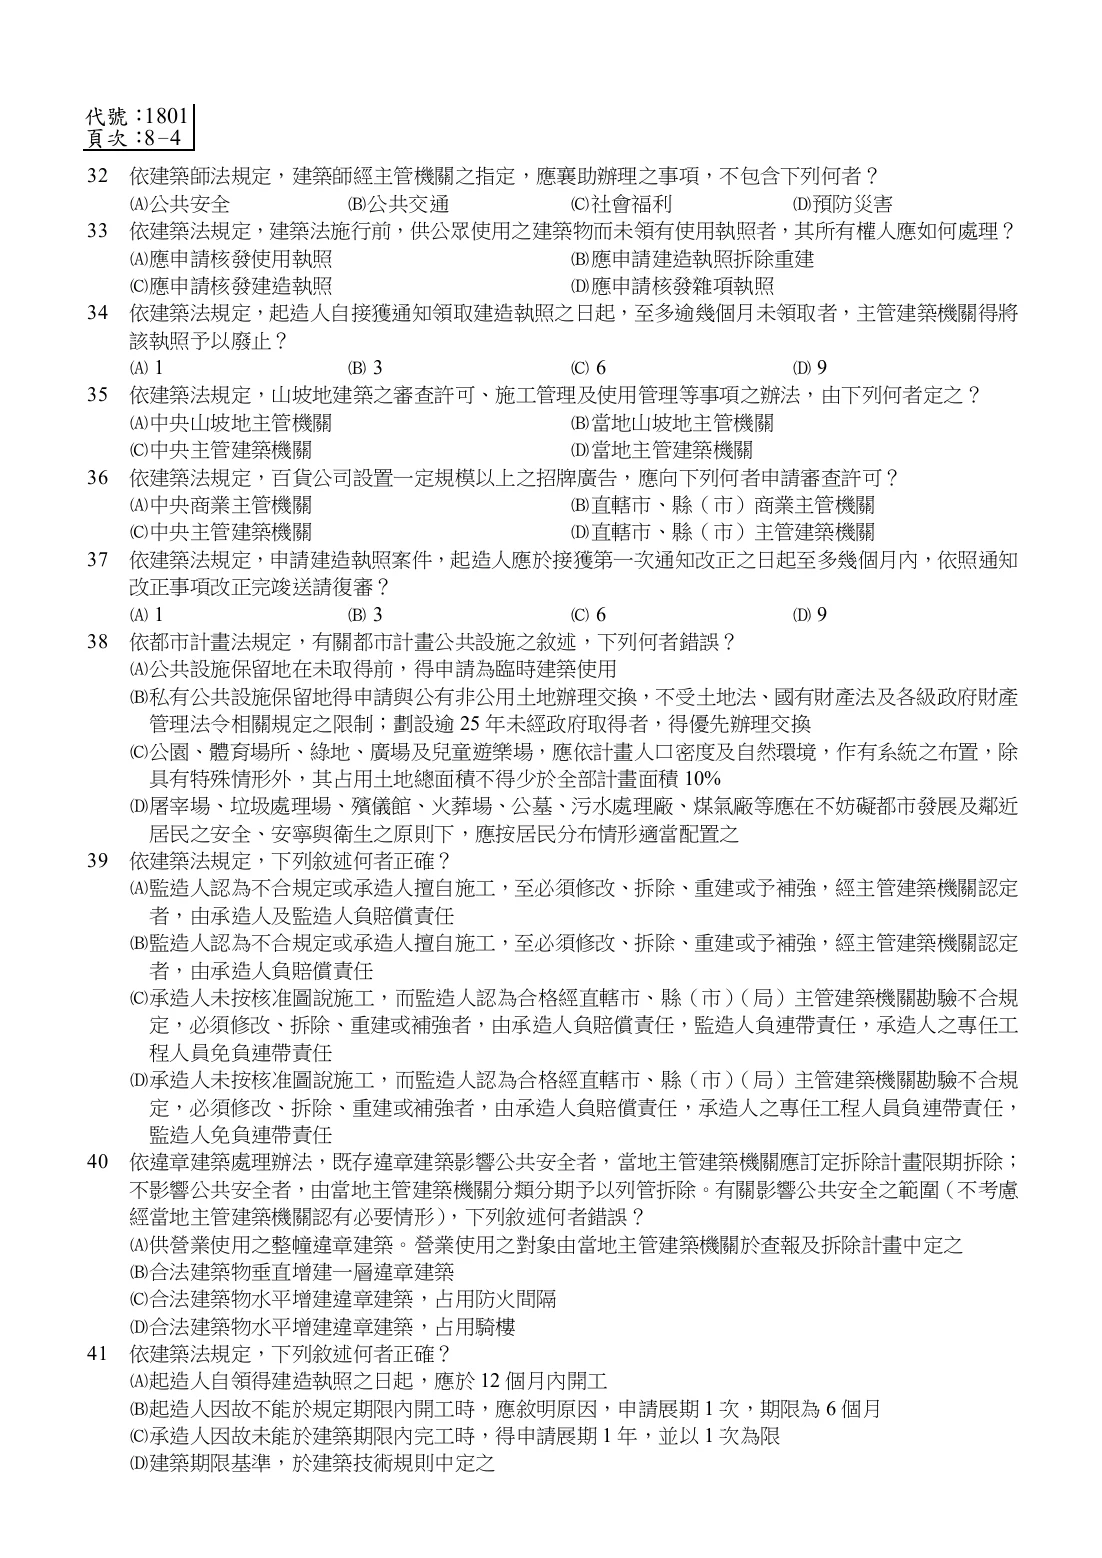 代號：1801
頁次：8－4
32 依建築師法規定，建築師經主管機關之指定，應襄助辦理之事項，不包含下列何者？
(A)公共安全 (B)公共交通 (C)社會福利 (D)預防災害
33 依建築法規定，建築法施行前，供公眾使用之建築物而未領有使用執照者，其所有權人應如何處理？
(A)應申請核發使用執照 (B)應申請建造執照拆除重建
(C)應申請核發建造執照 (D)應申請核發雜項執照
34 依建築法規定，起造人自接獲通知領取建造執照之日起，至多逾幾個月未領取者，主管建築機關得將
該執照予以廢止？
(A) 1 (B) 3 (C) 6 (D) 9
35 依建築法規定，山坡地建築之審查許可、施工管理及使用管理等事項之辦法，由下列何者定之？
(A)中央山坡地主管機關 (B)當地山坡地主管機關
(C)中央主管建築機關 (D)當地主管建築機關
36 依建築法規定，百貨公司設置一定規模以上之招牌廣告，應向下列何者申請審查許可？
(A)中央商業主管機關 (B)直轄市、縣（市）商業主管機關
(C)中央主管建築機關 (D)直轄市、縣（市）主管建築機關
37 依建築法規定，申請建造執照案件，起造人應於接獲第一次通知改正之日起至多幾個月內，依照通知
改正事項改正完竣送請復審？
(A) 1 (B) 3 (C) 6 (D) 9
38 依都市計畫法規定，有關都市計畫公共設施之敘述，下列何者錯誤？
(A)公共設施保留地在未取得前，得申請為臨時建築使用
(B)私有公共設施保留地得申請與公有非公用土地辦理交換，不受土地法、國有財產法及各級政府財產
管理法令相關規定之限制；劃設逾 25 年未經政府取得者，得優先辦理交換
(C)公園、體育場所、綠地、廣場及兒童遊樂場，應依計畫人口密度及自然環境，作有系統之布置，除
具有特殊情形外，其占用土地總面積不得少於全部計畫面積 10%
(D)屠宰場、垃圾處理場、殯儀館、火葬場、公墓、污水處理廠、煤氣廠等應在不妨礙都市發展及鄰近
居民之安全、安寧與衛生之原則下，應按居民分布情形適當配置之
39 依建築法規定，下列敘述何者正確？
(A)監造人認為不合規定或承造人擅自施工，至必須修改、拆除、重建或予補強，經主管建築機關認定
者，由承造人及監造人負賠償責任
(B)監造人認為不合規定或承造人擅自施工，至必須修改、拆除、重建或予補強，經主管建築機關認定
者，由承造人負賠償責任
(C)承造人未按核准圖說施工，而監造人認為合格經直轄市、縣（市）（局）主管建築機關勘驗不合規
定，必須修改、拆除、重建或補強者，由承造人負賠償責任，監造人負連帶責任，承造人之專任工
程人員免負連帶責任
(D)承造人未按核准圖說施工，而監造人認為合格經直轄市、縣（市）（局）主管建築機關勘驗不合規
定，必須修改、拆除、重建或補強者，由承造人負賠償責任，承造人之專任工程人員負連帶責任，
監造人免負連帶責任
40 依違章建築處理辦法，既存違章建築影響公共安全者，當地主管建築機關應訂定拆除計畫限期拆除；
不影響公共安全者，由當地主管建築機關分類分期予以列管拆除。有關影響公共安全之範圍（不考慮
經當地主管建築機關認有必要情形），下列敘述何者錯誤？
(A)供營業使用之整幢違章建築。營業使用之對象由當地主管建築機關於查報及拆除計畫中定之
(B)合法建築物垂直增建一層違章建築
(C)合法建築物水平增建違章建築，占用防火間隔
(D)合法建築物水平增建違章建築，占用騎樓
41 依建築法規定，下列敘述何者正確？
(A)起造人自領得建造執照之日起，應於 12 個月內開工
(B)起造人因故不能於規定期限內開工時，應敘明原因，申請展期 1 次，期限為 6 個月
(C)承造人因故未能於建築期限內完工時，得申請展期 1 年，並以 1 次為限
(D)建築期限基準，於建築技術規則中定之